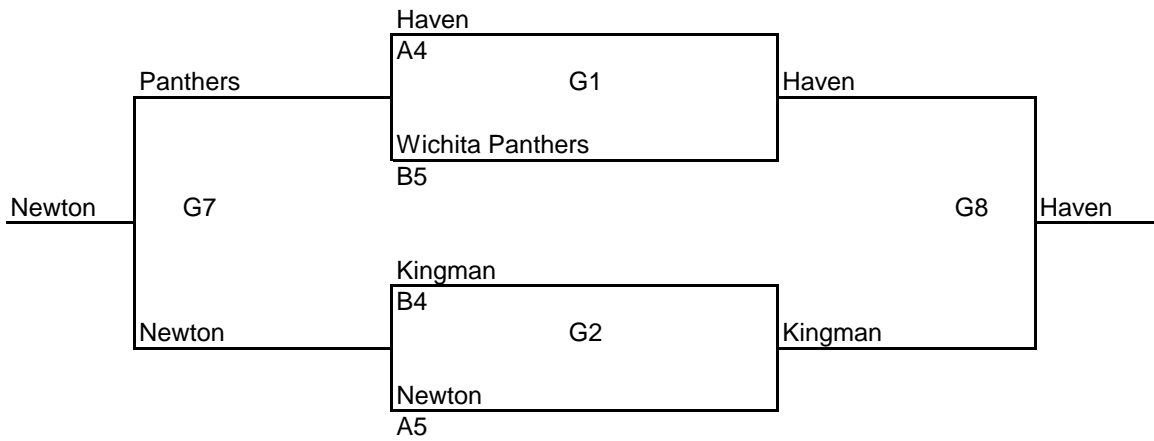 Haven
A4
Panthers
G1
Haven
Wichita Panthers
B5
Newton
G7
G8
Haven
Kingman
B4
Newton
G2
Kingman
Newton
A5